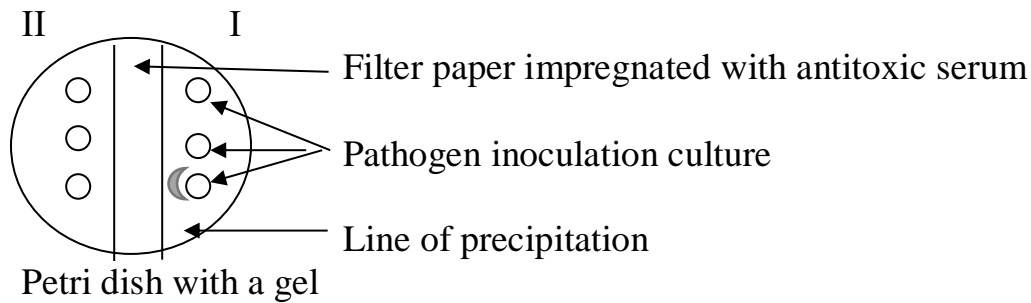 II I
Filter paper impregnated with antitoxic serum
Pathogen inoculation culture
Line of precipitation
Petri dish with a gel